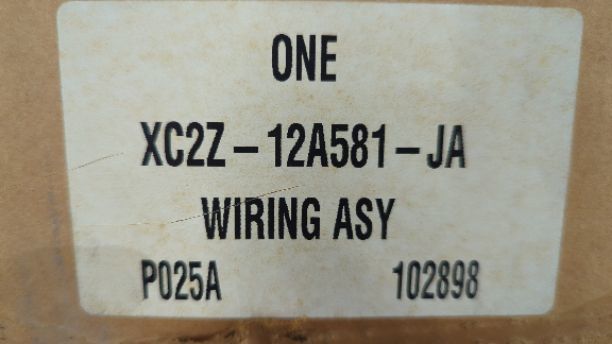 ONE
XC2Z-12A581-JA
WIRING ASY
P025A 102898